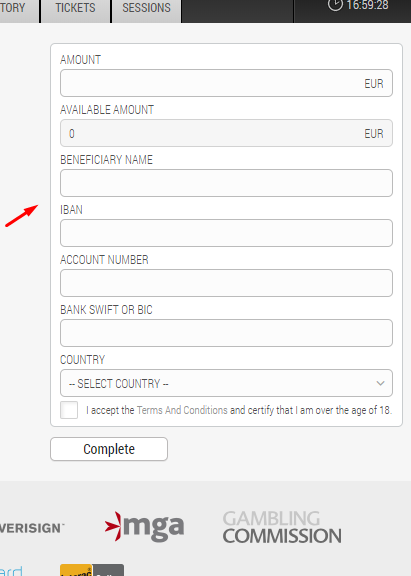 TORY TICKETS SESSIONS 16:59:28
AMOUNT
EUR
AVAILABLE AMOUNT
0 EUR
BENEFICIARY NAME
IBAN
ACCOUNT NUMBER
BANK SWIFT OR BIC
COUNTRY
-- SELECT COUNTRY --
I accept the Terms And Conditions and certify that I am over the age of 18.
Complete
VERISIGN mga GAMBLING
COMMISSION